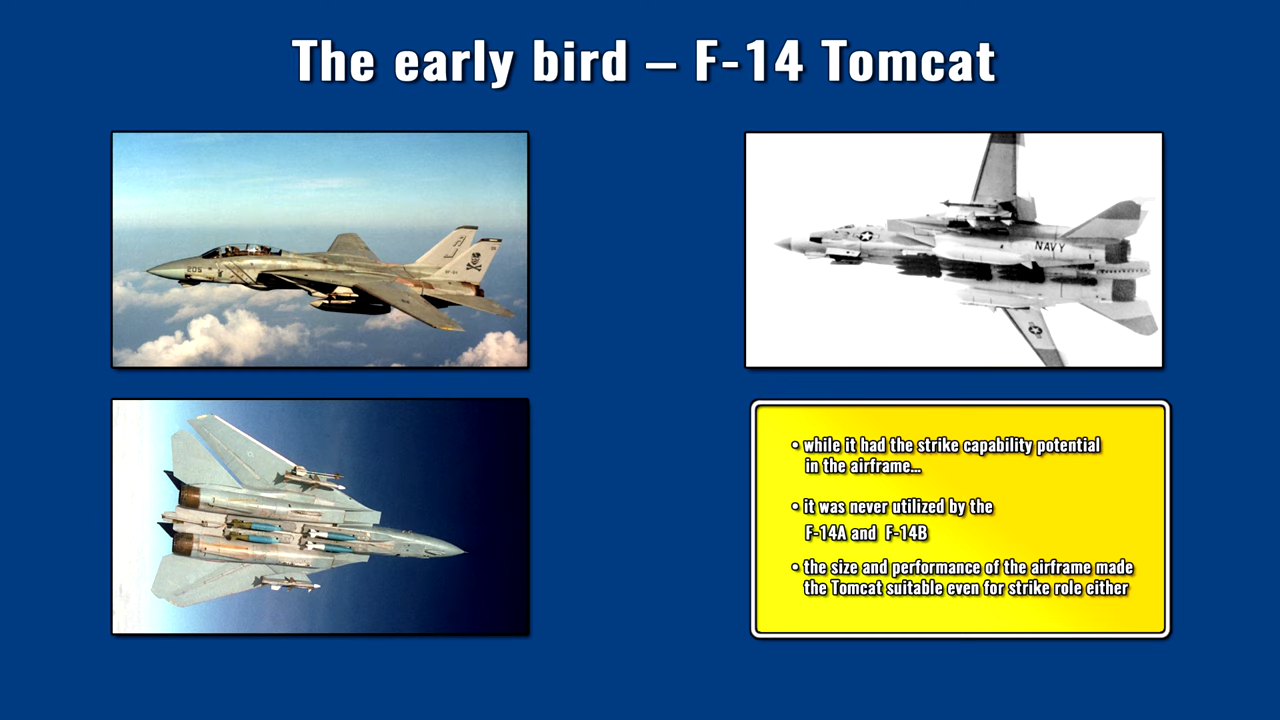 The early bird – F-14 Tomcat
205
NAVY
• while it had the strike capability potential
in the airframe...
• it was never utilized by the
F-14A and F-14B
• the size and performance of the airframe made
the Tomcat suitable even for strike role either